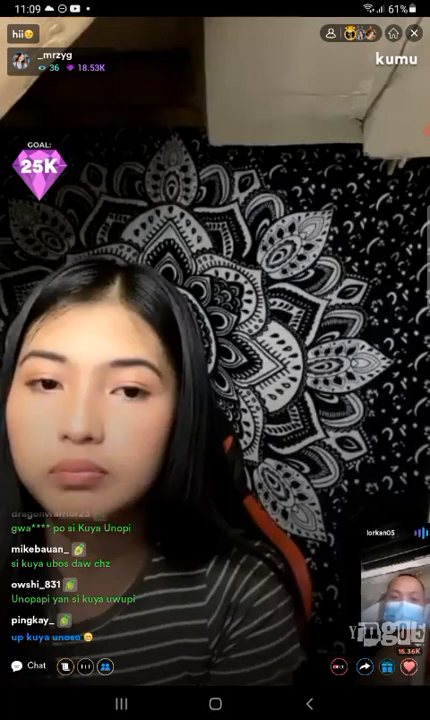 11:09
61%
hii
_mrzyg
36
18.53K
kumu
GOAL:
25K
dragonwarrior23
gwa**** po si Kuya Unopi
lorkan05
mikebauan_
si kuya ubos daw chz
owshi_831
Unopapi yan si kuya uwupi
pingkay_
up kuya unoso
15.36K
Chat